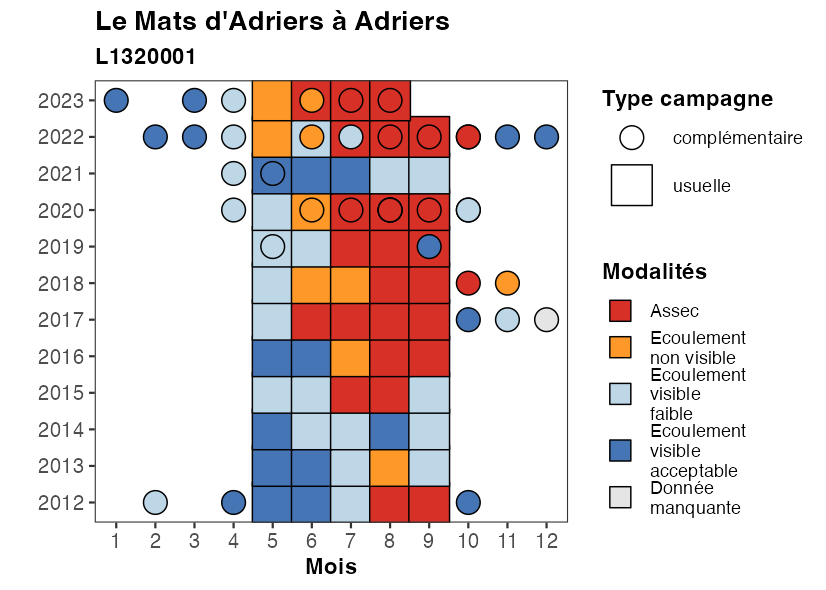 Le Mats d'Adriers à Adriers
L1320001
2023
2022
2021
2020
2019
2018
2017
2016
2015
2014
2013
2012
1 2 3 4 5 6 7 8 9 10 11 12
Mois
Type campagne
complémentaire
usuelle
Modalités
Assec
Ecoulement
non visible
Ecoulement
visible
faible
Ecoulement
visible
acceptable
Donnée
manquante